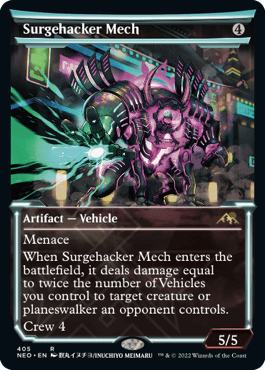 Surgehacker Mech 4
Artifact — Vehicle
Menace
When Surgehacker Mech enters the
battlefield, it deals damage equal
to twice the number of Vehicles
you control to target creature or
planeswalker an opponent controls.
Crew 4
5/5
405 R
NEO • EN INUCHIYO MEIMARU ™ & © 2022 Wizards of the Coast